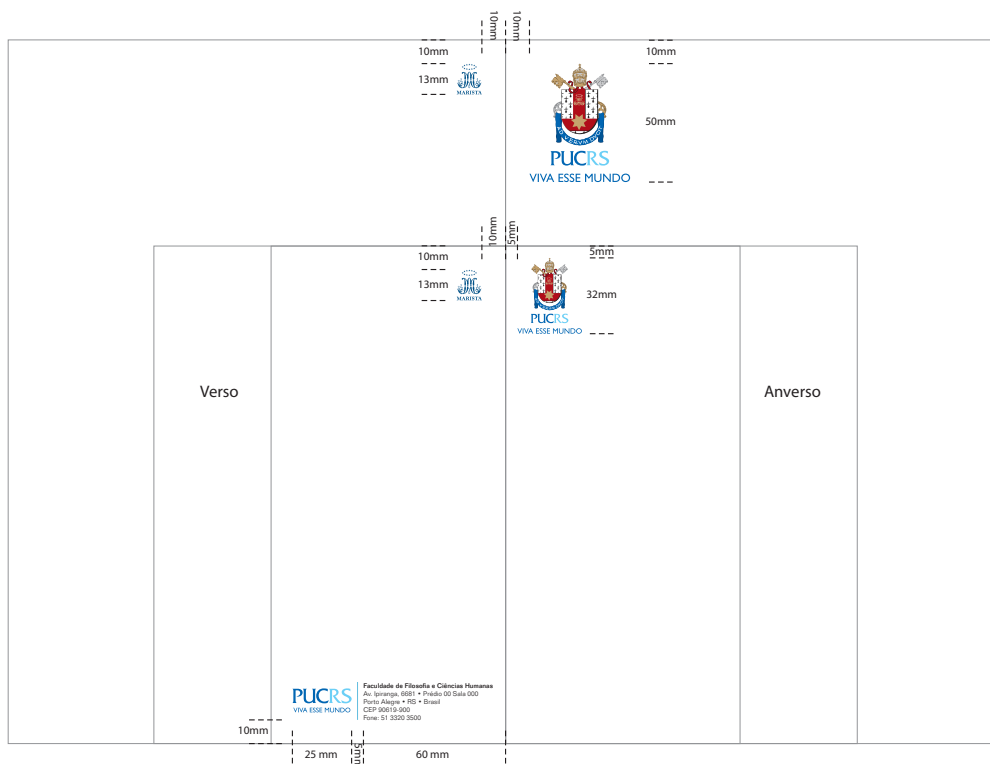 10mm
10mm
10mm
13mm
MARISTA
10mm
50mm
PUCRS
VIVA ESSE MUNDO
10mm
5mm
10mm
13mm
MARISTA
5mm
32mm
PUCRS
VIVA ESSE MUNDO
Verso
Anverso
PUCRS
VIVA ESSE MUNDO
Faculdade de Filosofia e Ciências Humanas
Av. Ipiranga, 6681 • Prédio 00 Sala 000
Porto Alegre • RS • Brasil
CEP 90619-900
Fone: 51 3320 3500
10mm
25 mm
5mm
60 mm